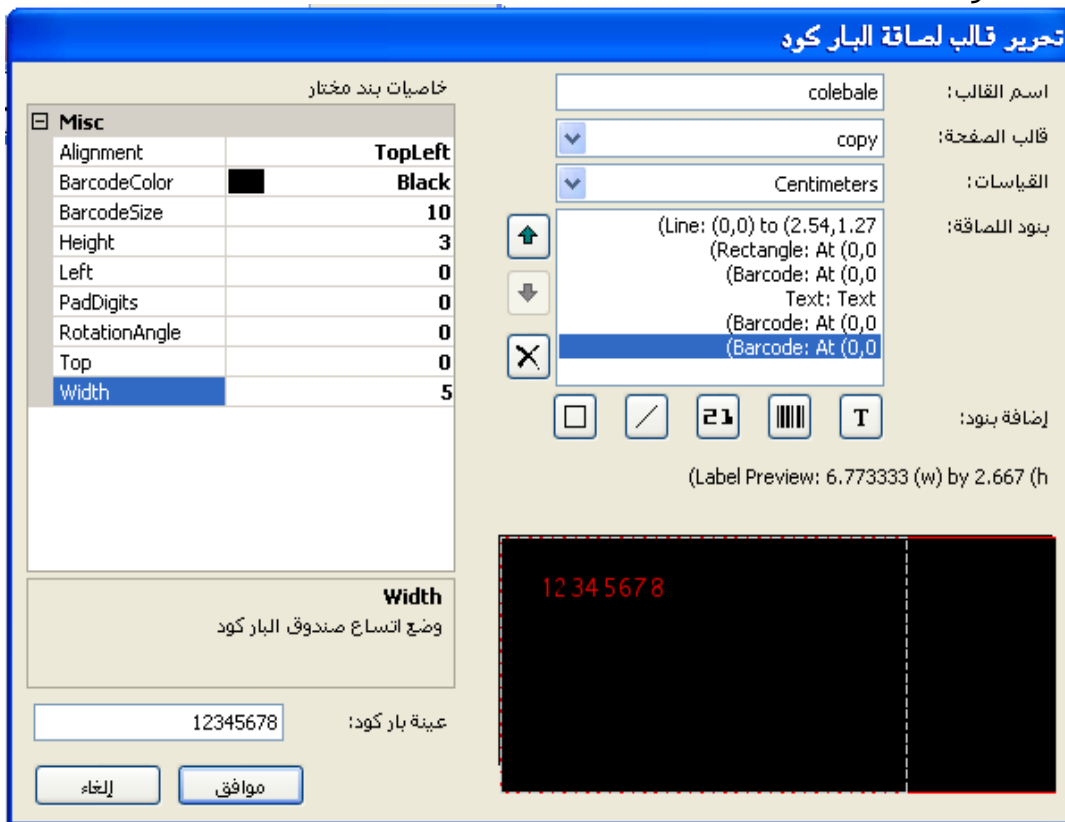 تحرير قالب لصاقة البار كود
اسم القالب:
colebale
قالب الصفحة:
copy
القياسات:
Centimeters
بنود اللصاقة:
(Line: (0,0) to (2.54,1.27
(Rectangle: At (0,0
(Barcode: At (0,0
Text: Text
(Barcode: At (0,0
(Barcode: At (0,0
إضافة بنود:
T
21
(Label Preview: 6.773333 (w) by 2.667 (h
12345678
خاصيات بند مختار
Misc
Alignment TopLeft
BarcodeColor Black
BarcodeSize 10
Height 3
Left 0
PadDigits 0
RotationAngle 0
Top 0
Width 5
Width
وضع اتساع صندوق البار كود
عينة بار كود:
12345678
موافق
إلغاء